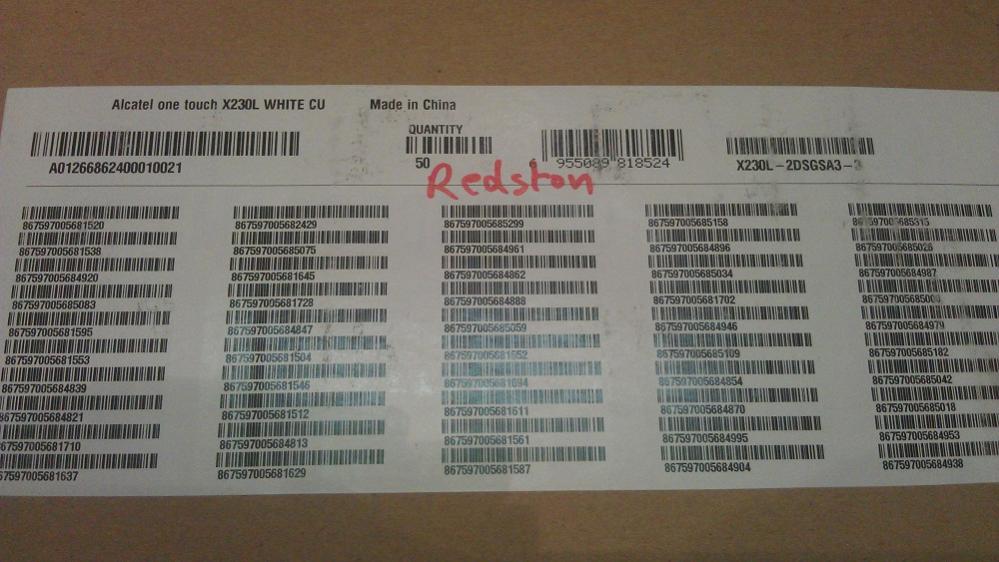 Alcatel one touch X230L WHITE CU Made in China
QUANTITY
A01266862400010021 50 955089 818524 X230L-2DSGSA3-3
Redston
867597005681520 867597005682429 867597005685299 867597005685158 867597005685315
867597005681538 867597005685075 867597005684961 867597005684896 867597005685026
867597005684920 867597005681645 867597005684862 867597005685034 867597005684987
867597005685083 867597005681728 867597005684888 867597005681702
867597005681595 867597005684847 867597005685059 867597005684946 867597005684979
867597005681553 867597005681504 867597005681552 867597005685109 867597005685182
867597005684839 867597005681546 867597005681694 867597005684854 867597005685042
867597005684821 867597005681512 867597005681611 867597005684870 867597005685018
867597005681710 867597005684813 867597005681561 867597005684995 867597005684953
867597005681637 867597005681629 867597005681587 867597005684904 867597005684938